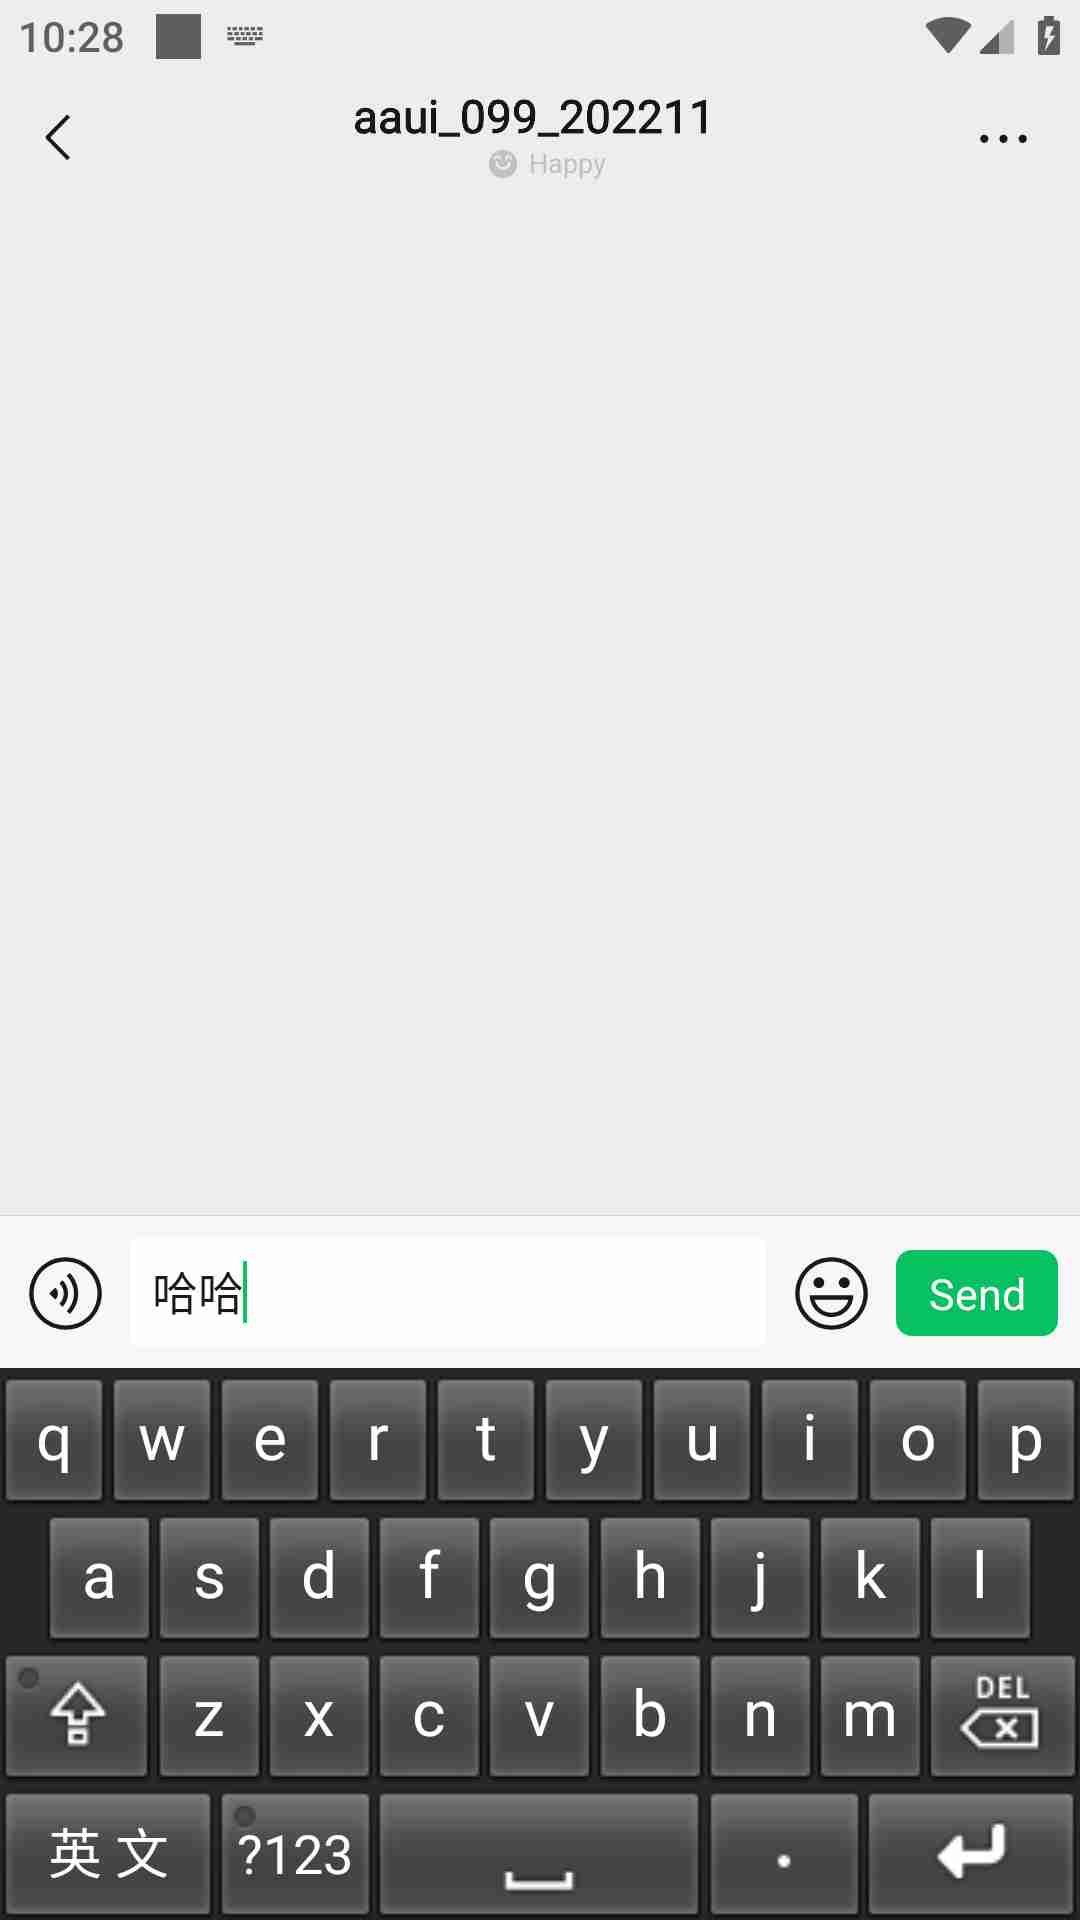 10:28
aaui_099_202211
Happy
哈哈
Send
q w e r t y u i o p
a s d f g h j k l
z x c v b n m DEL
英文 ?123 .